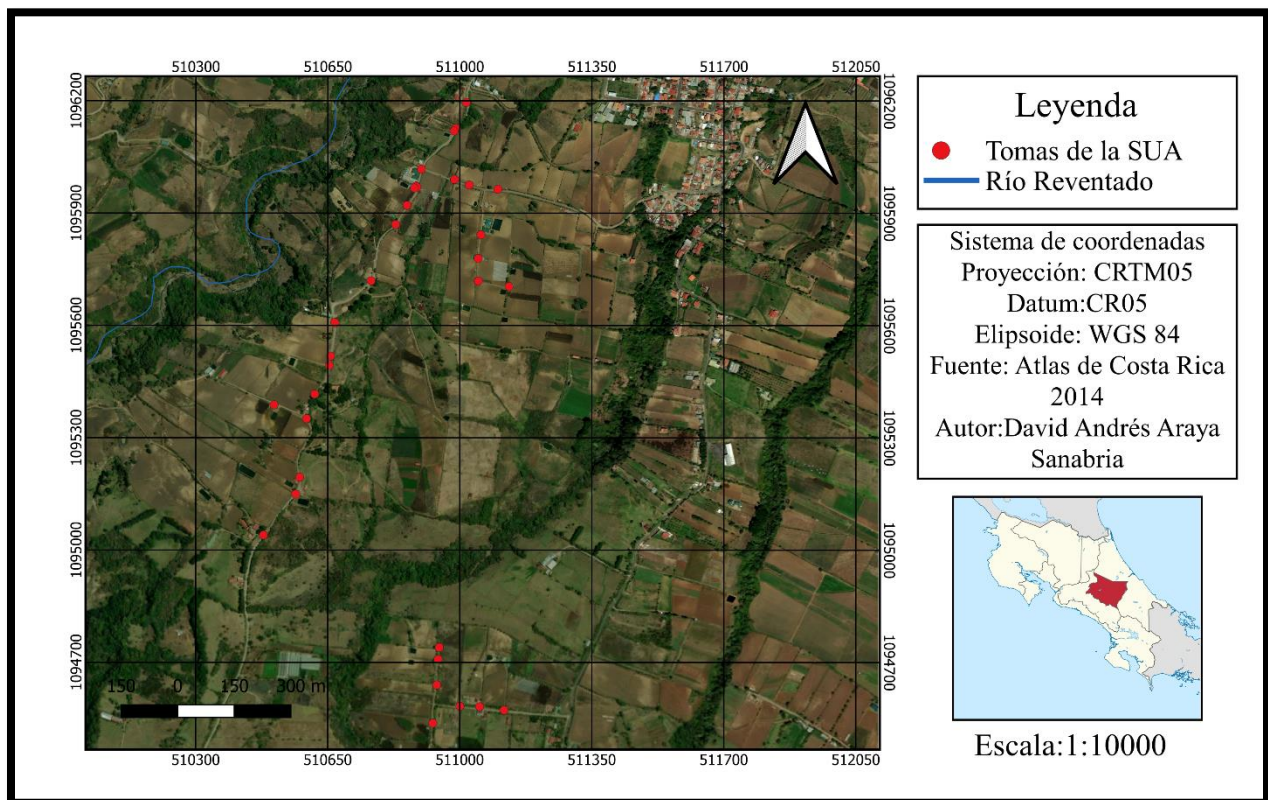 510300 510650 511000 511350 511700 512050
1096200
1095900
1095600
1095300
1095000
1094700
1096200
1095900
1095600
1095300
1095000
1094700
150 0 150 300 m
510300 510650 511000 511350 511700 512050
Leyenda
Tomas de la SUA
Río Reventado
Sistema de coordenadas
Proyección: CRTM05
Datum:CR05
Elipsoide: WGS 84
Fuente: Atlas de Costa Rica
2014
Autor:David Andrés Araya
Sanabria
Escala:1:10000